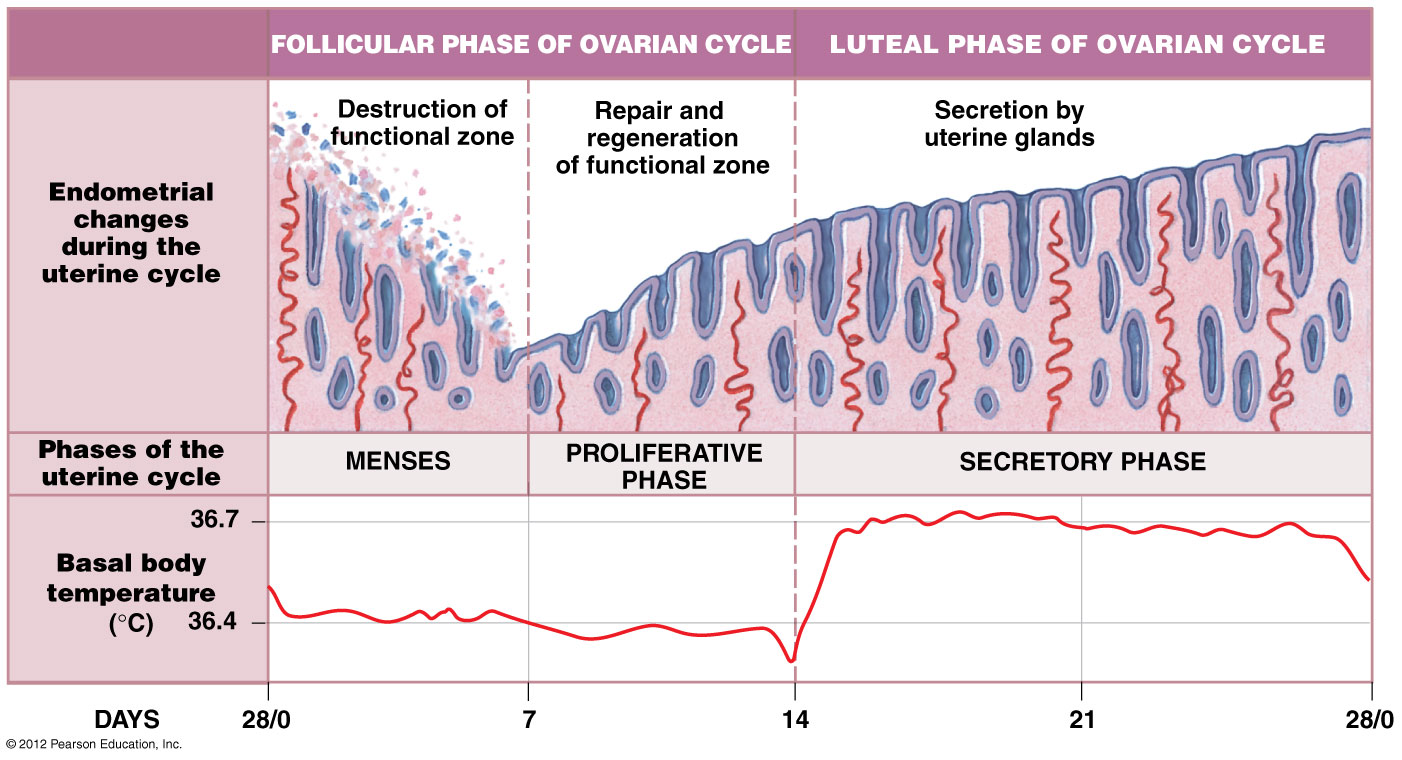 FOLLICULAR PHASE OF OVARIAN CYCLE
LUTEAL PHASE OF OVARIAN CYCLE
Endometrial
changes
during the
uterine cycle
Destruction of
functional zone
Repair and
regeneration
of functional zone
Secretion by
uterine glands
Phases of the
uterine cycle
MENSES
PROLIFERATIVE
PHASE
SECRETORY PHASE
36.7
Basal body
temperature
(°C)
36.4
DAYS
28/0
7
14
21
28/0
© 2012 Pearson Education, Inc.